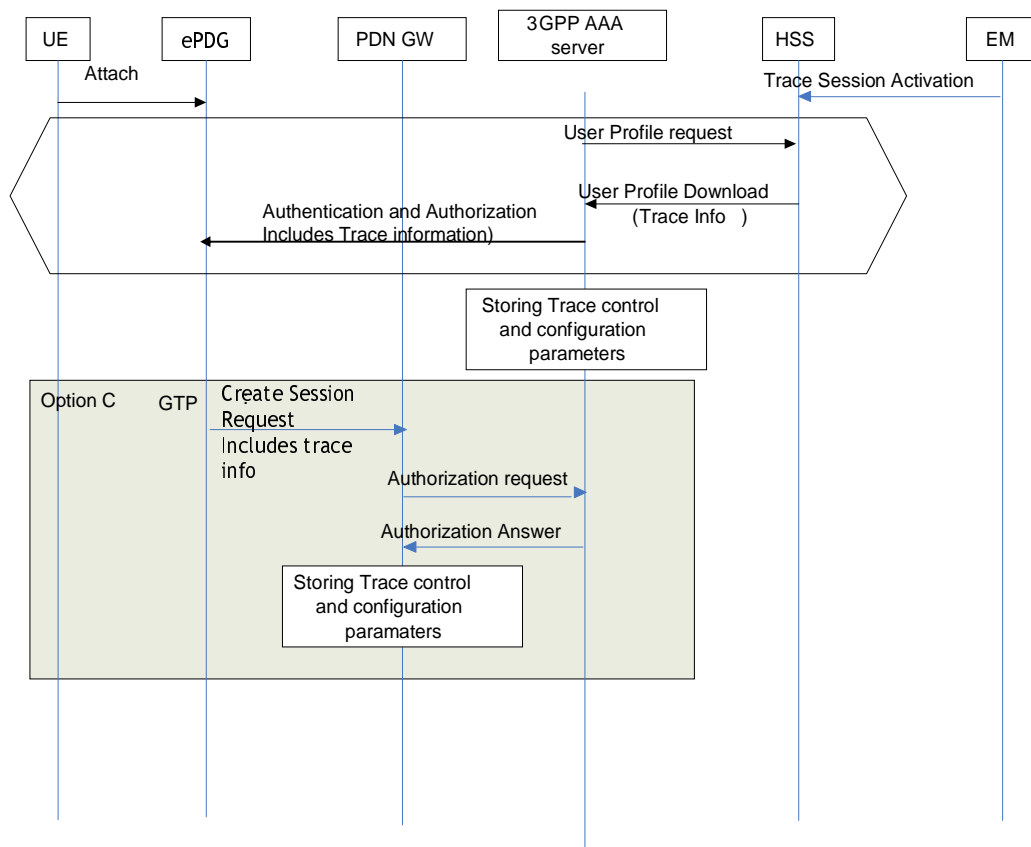 UE
ePDG
PDN GW
3GPP AAA
server
HSS
EM
Attach
Trace Session Activation
User Profile request
User Profile Download
(Trace Info )
Authentication and Authorization
Includes Trace information)
Storing Trace control
and configuration
parameters
Option C
GTP
Create Session
Request
Includes trace
info
Authorization request
Authorization Answer
Storing Trace control
and configuration
paramaters